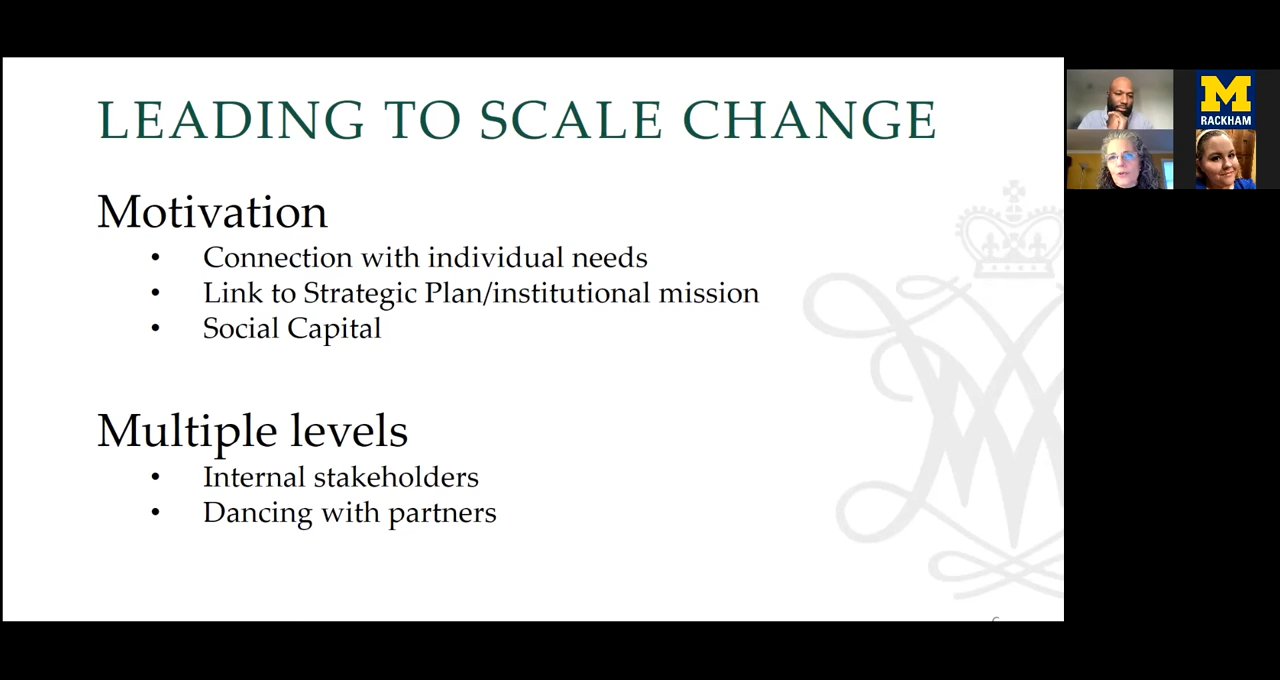 LEADING TO SCALE CHANGE
Motivation
• Connection with individual needs
• Link to Strategic Plan/institutional mission
• Social Capital
Multiple levels
• Internal stakeholders
• Dancing with partners
M
RACKHAM